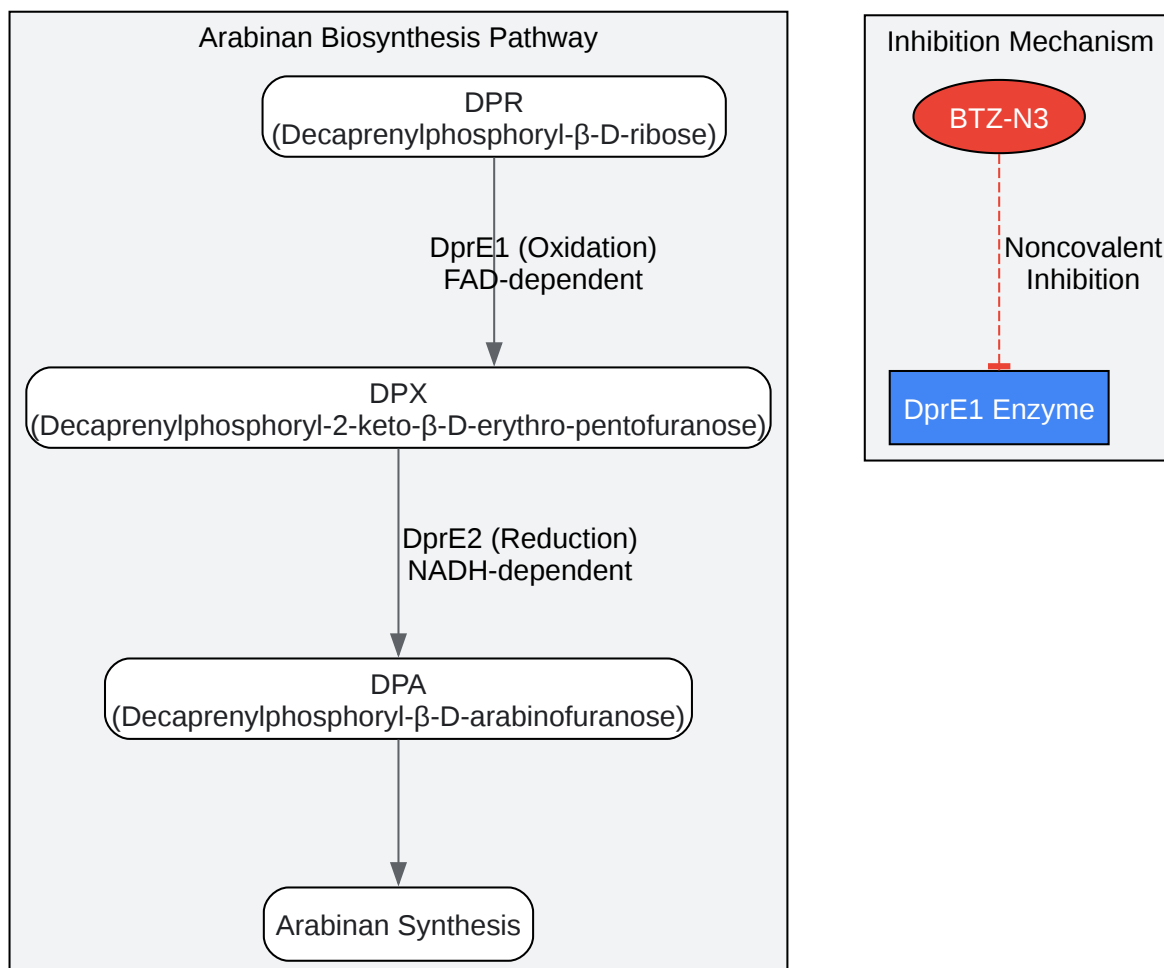 Arabinan Biosynthesis Pathway
DPR
(Decaprenylphosphoryl-β-D-ribose)
DprE1 (Oxidation)
FAD-dependent
DPX
(Decaprenylphosphoryl-2-keto-β-D-erythro-pentofuranose)
DprE2 (Reduction)
NADH-dependent
DPA
(Decaprenylphosphoryl-β-D-arabinofuranose)
Arabinan Synthesis
Inhibition Mechanism
BTZ-N3
Noncovalent
Inhibition
DprE1 Enzyme